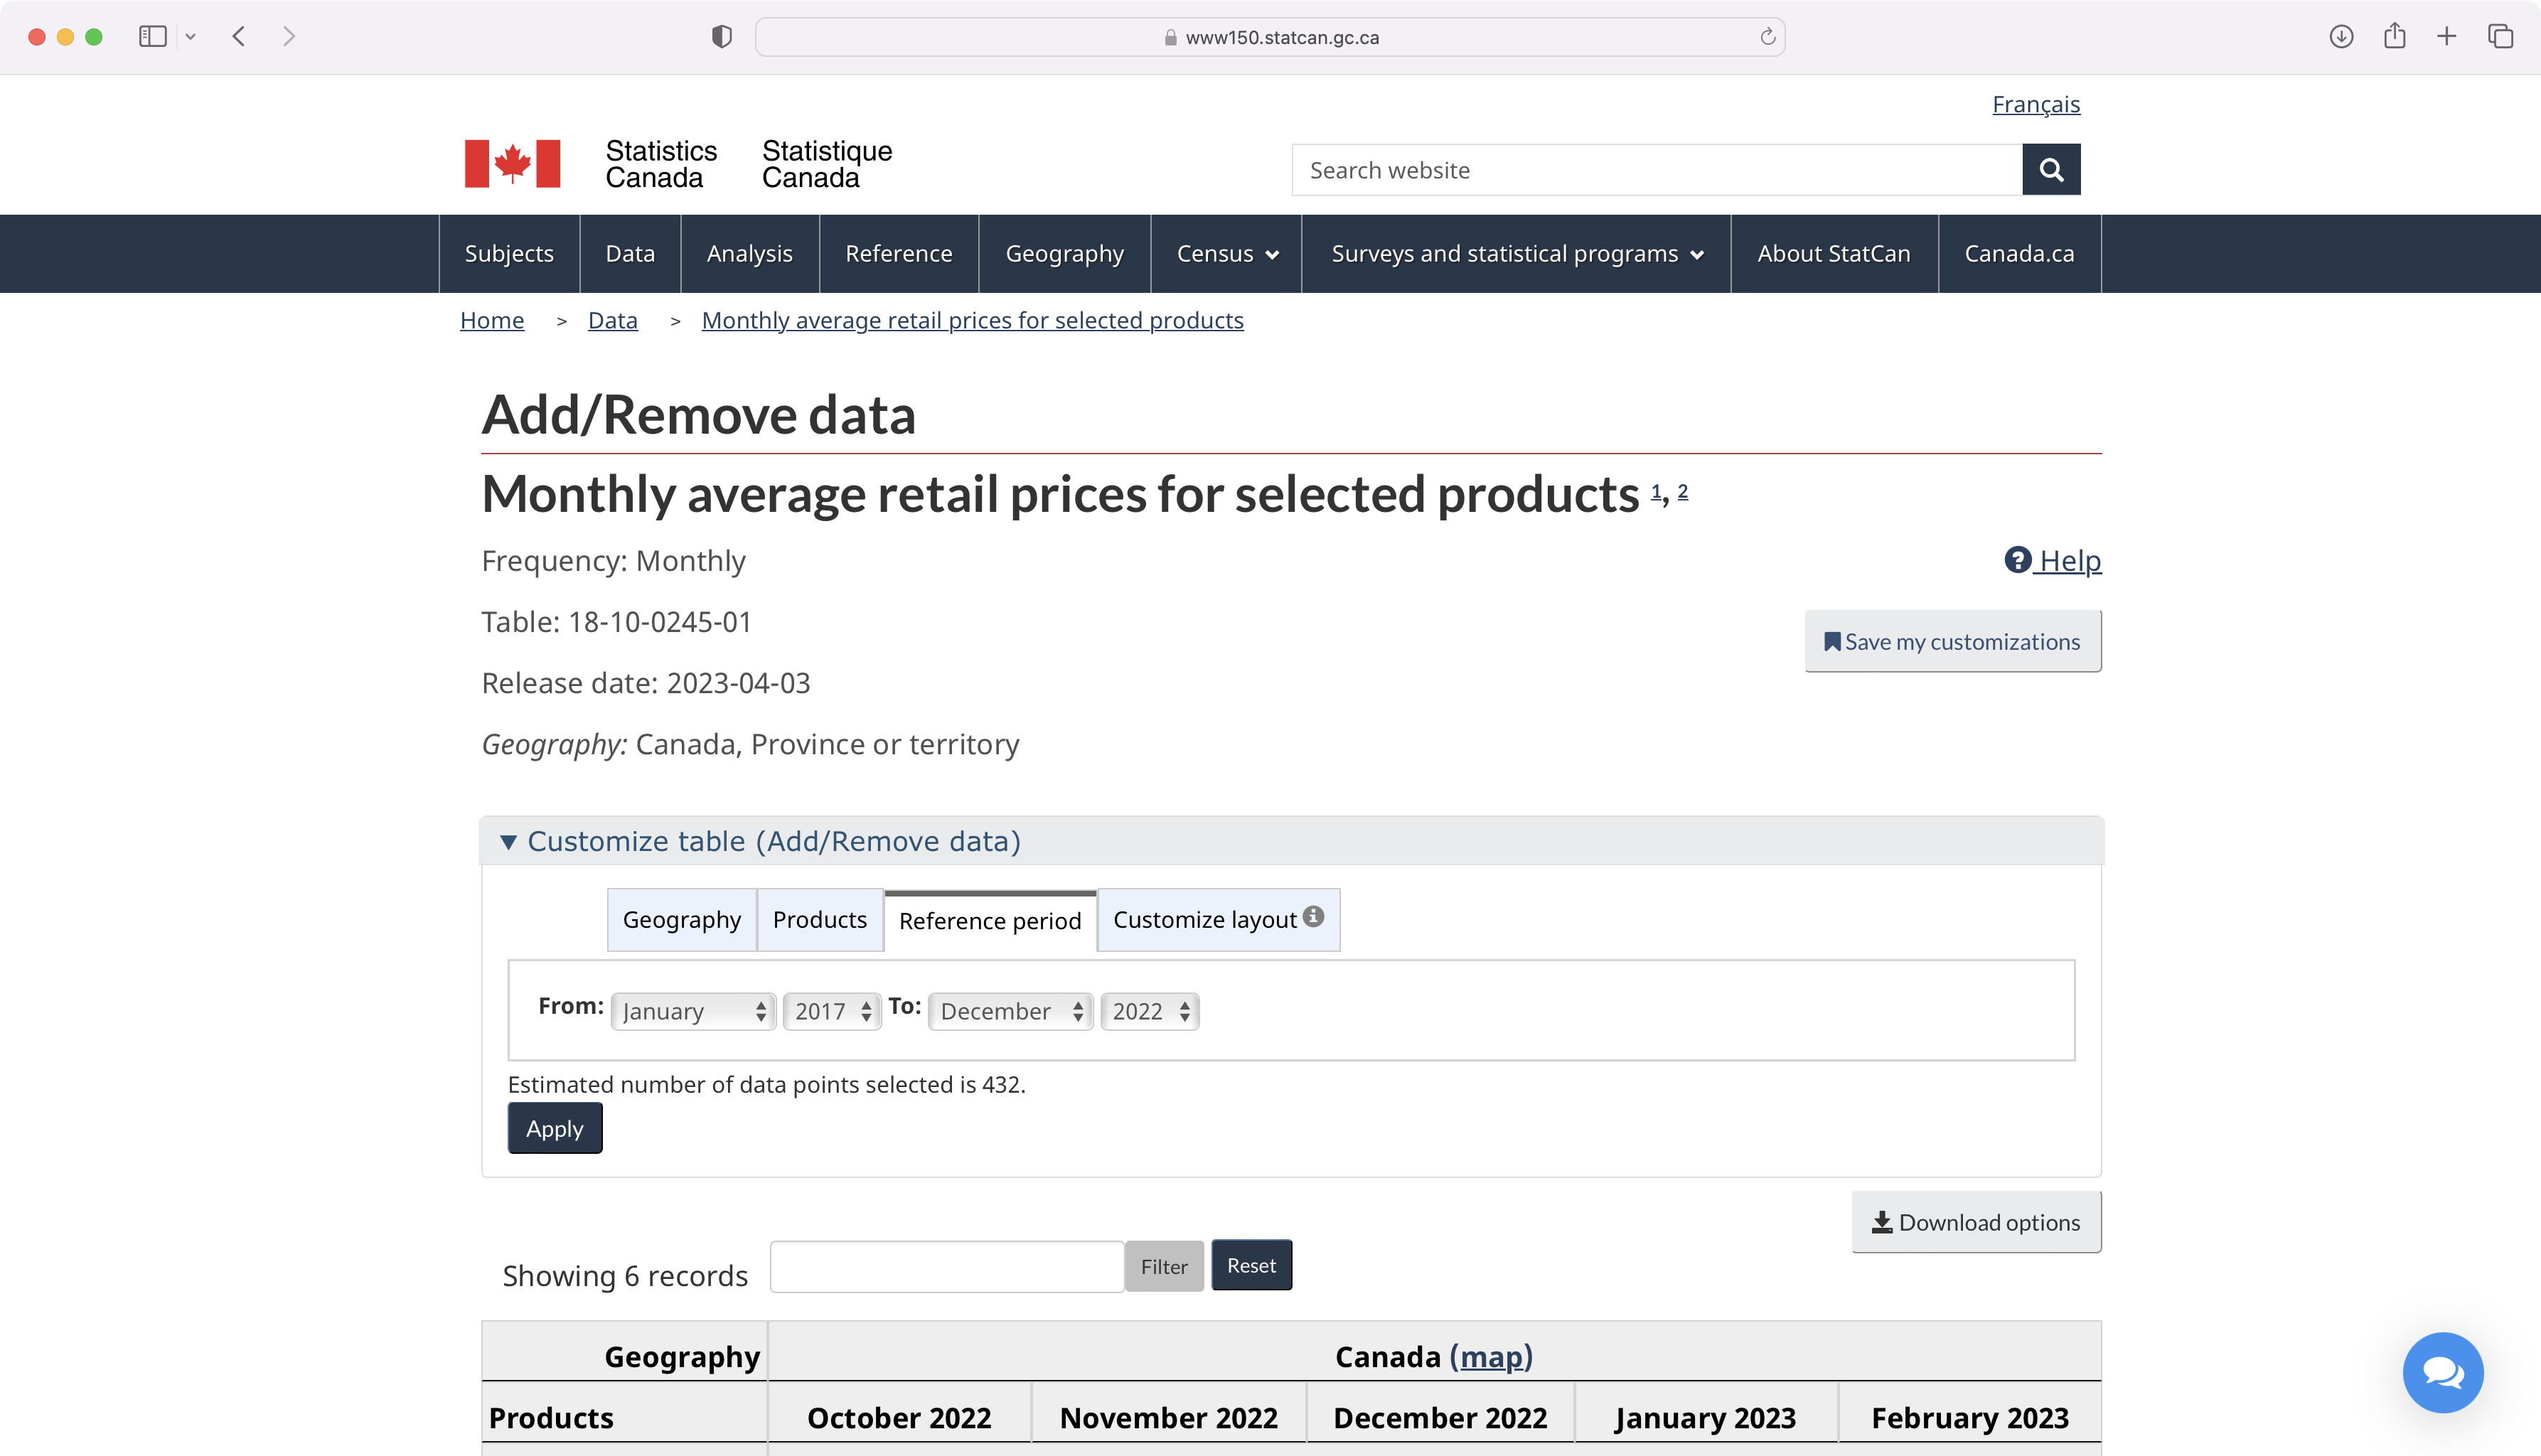 www150.statcan.gc.ca
Français
Statistics Canada
Statistique Canada
Search website
Subjects Data Analysis Reference Geography Census Surveys and statistical programs About StatCan Canada.ca
Home > Data > Monthly average retail prices for selected products
Add/Remove data
Monthly average retail prices for selected products 1, 2
Frequency: Monthly
Help
Table: 18-10-0245-01
Save my customizations
Release date: 2023-04-03
Geography: Canada, Province or territory
▼ Customize table (Add/Remove data)
Geography Products Reference period Customize layout
From: January 2017 To: December 2022
Estimated number of data points selected is 432.
Apply
Download options
Showing 6 records Filter Reset
Geography Canada (map)
Products October 2022 November 2022 December 2022 January 2023 February 2023